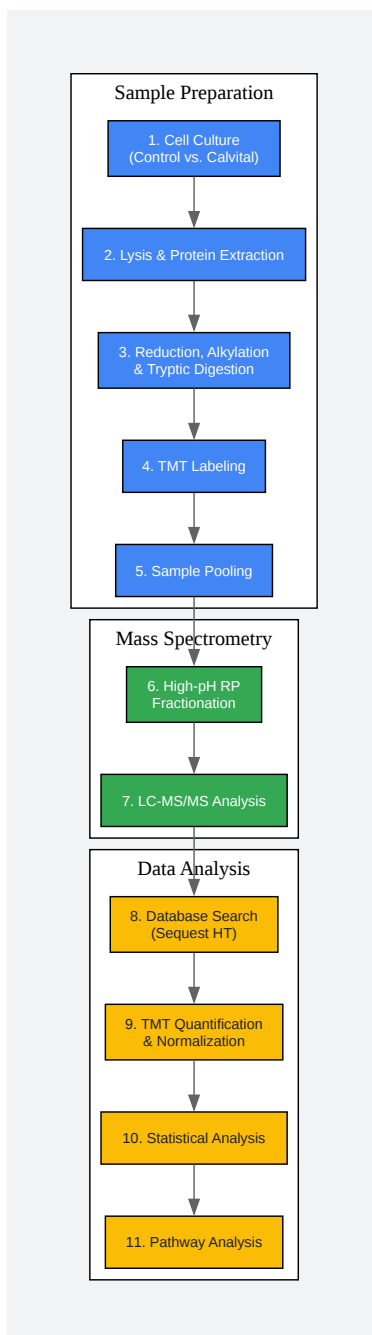 Sample Preparation
1. Cell Culture
(Control vs. Calvital)
2. Lysis & Protein Extraction
3. Reduction, Alkylation
& Tryptic Digestion
4. TMT Labeling
5. Sample Pooling
Mass Spectrometry
6. High-pH RP
Fractionation
7. LC-MS/MS Analysis
Data Analysis
8. Database Search
(Sequest HT)
9. TMT Quantification
& Normalization
10. Statistical Analysis
11. Pathway Analysis